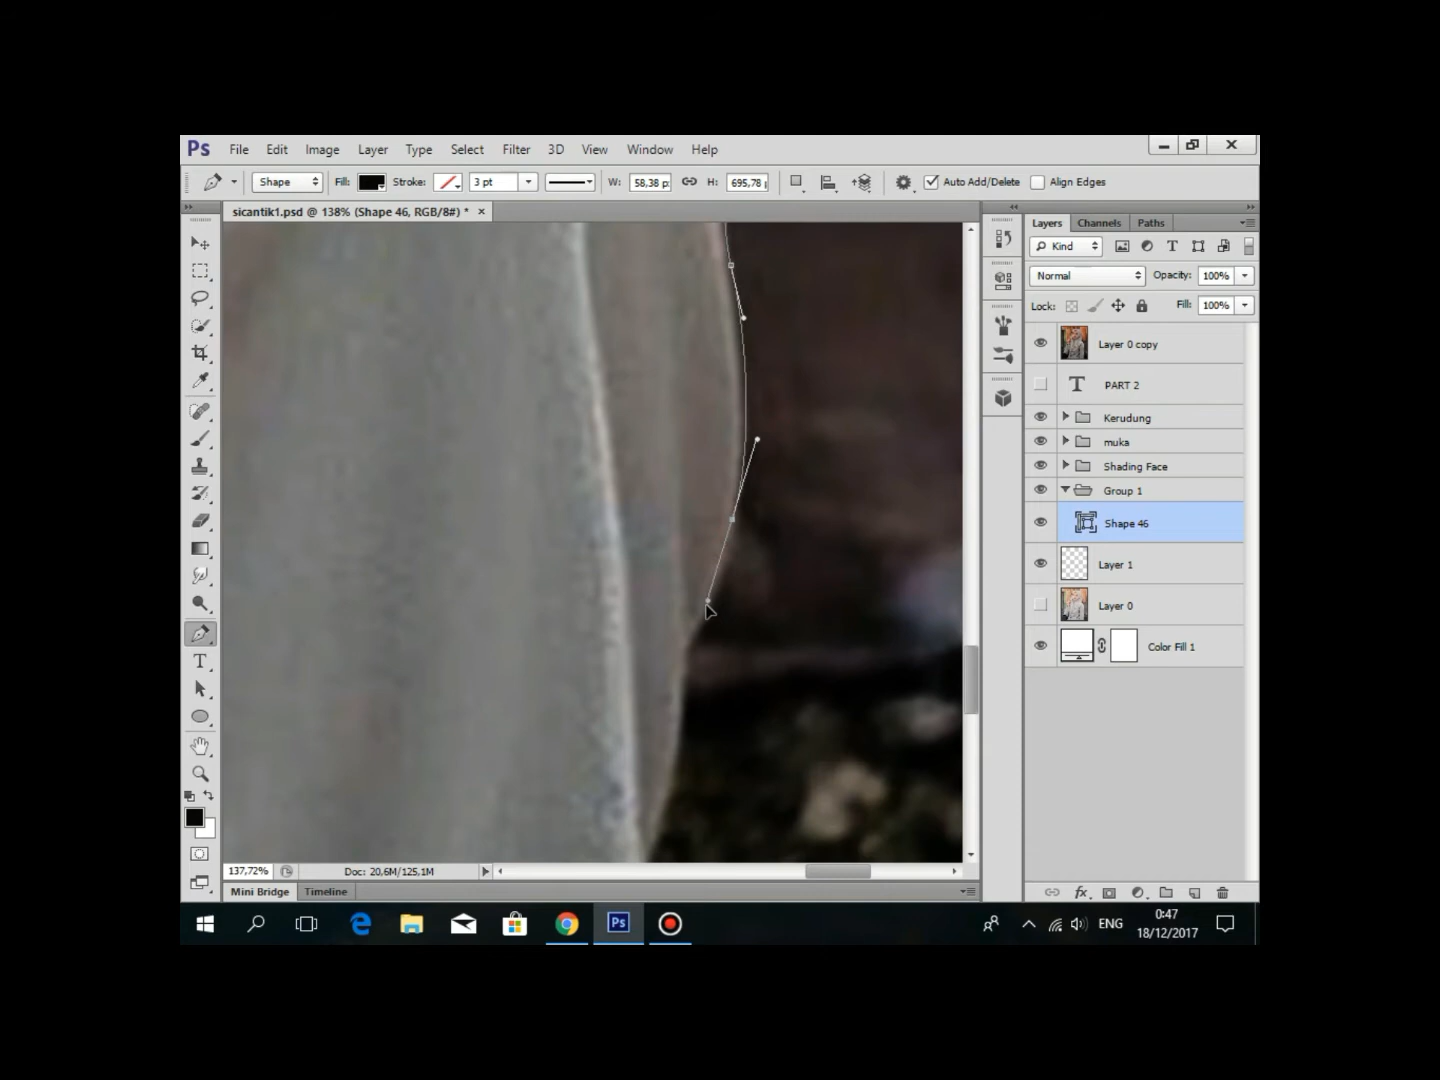 Ps File Edit Image Layer Type Select Filter 3D View Window Help
Shape Fill: Stroke: 3 pt W: 58,38 p: H: 695,78 Auto Add/Delete Align Edges
sicantik1.psd @ 138% (Shape 46, RGB/8#) * ×
Layers Channels Paths
Kind
Normal Opacity: 100%
Lock: Fill: 100%
Layer 0 copy
PART 2
Kerudung
muka
Shading Face
Group 1
Shape 46
Layer 1
Layer 0
Color Fill 1
137,72% Doc: 20,6M/125,1M
Mini Bridge Timeline
Ps ENG 0:47
18/12/2017